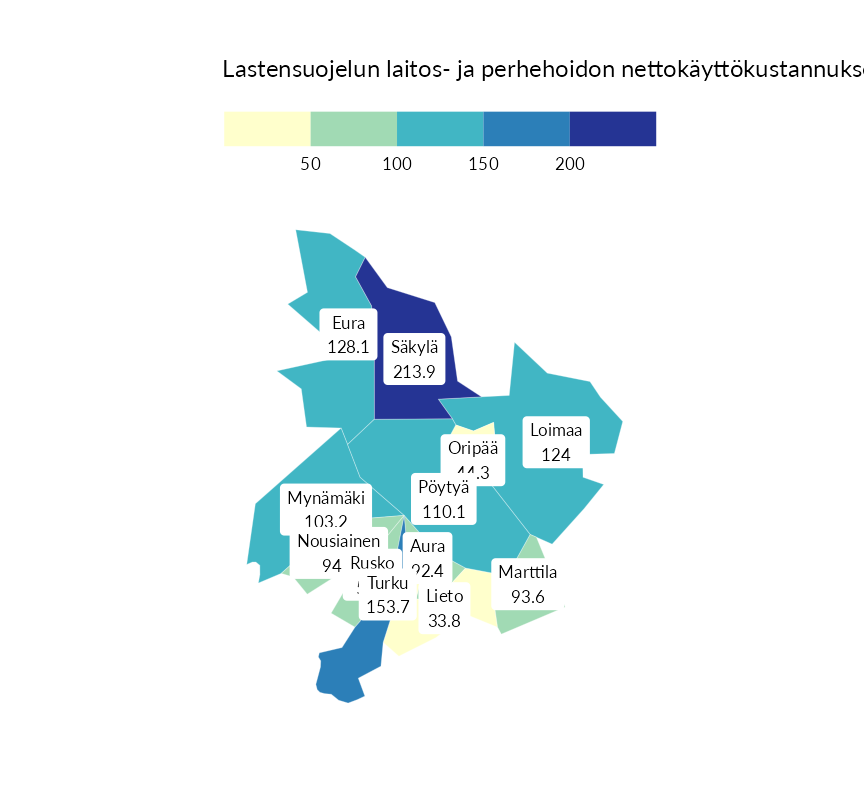 Lastensuojelun laitos- ja perhehoidon nettokäyttökustannuks
50 100 150 200
Eura
128.1
Säkylä
213.9
Loimaa
124
Oripää
44.3
Pöytyä
110.1
Mynämäki
103.2
Nousiainen
94
Aura
92.4
Rusko
Turku
153.7
Lieto
33.8
Marttila
93.6